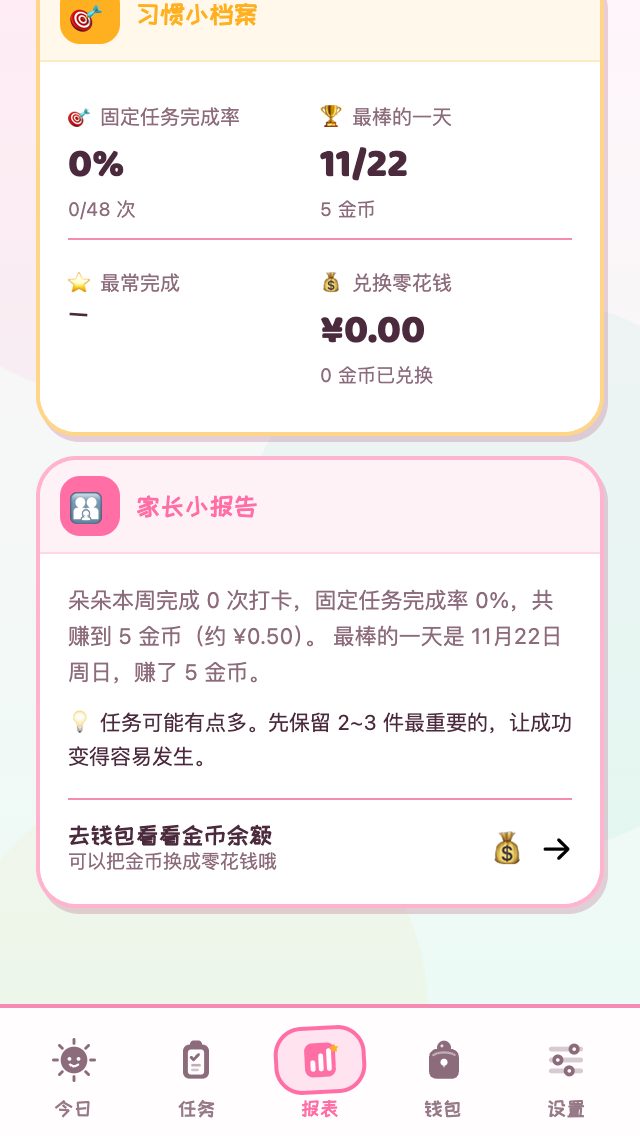 习惯小档案
固定任务完成率
0%
0/48 次
最棒的一天
11/22
5 金币
最常完成
—
兑换零花钱
¥0.00
0 金币已兑换
家长小报告
朵朵本周完成 0 次打卡，固定任务完成率 0%，共
赚到 5 金币（约 ¥0.50）。 最棒的一天是 11月22日
周日，赚了 5 金币。
任务可能有点多。先保留 2~3 件最重要的，让成功
变得容易发生。
去钱包看看金币余额
可以把金币换成零花钱哦
今日
任务
报表
钱包
设置